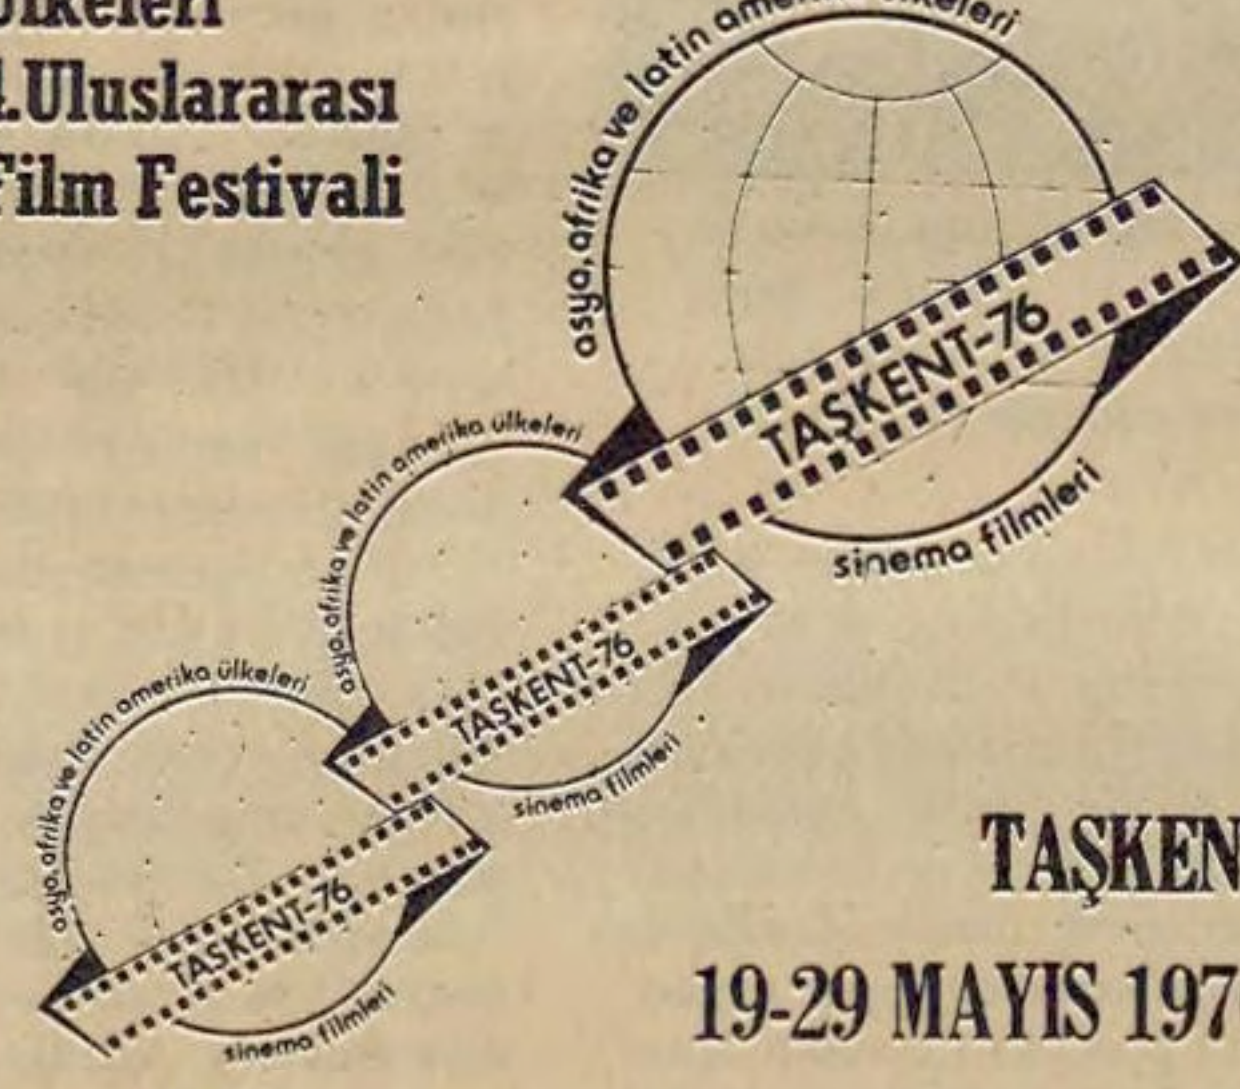 ülkeleri
4.Uluslararası
Film Festivali
asya, afrika ve latin amerika ülkeleri
TAŞKENT-76
sinema filmleri
asya, afrika ve latin amerika ülkeleri
TAŞKENT-76
sinema filmleri
asya, afrika ve latin amerika ülkeleri
TAŞKENT-76
sinema filmleri
TAŞKEN
19-29 MAYIS 197